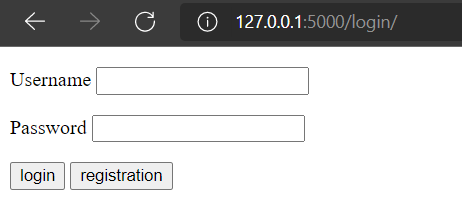 127.0.0.1:5000/login/
Username
Password
login registration